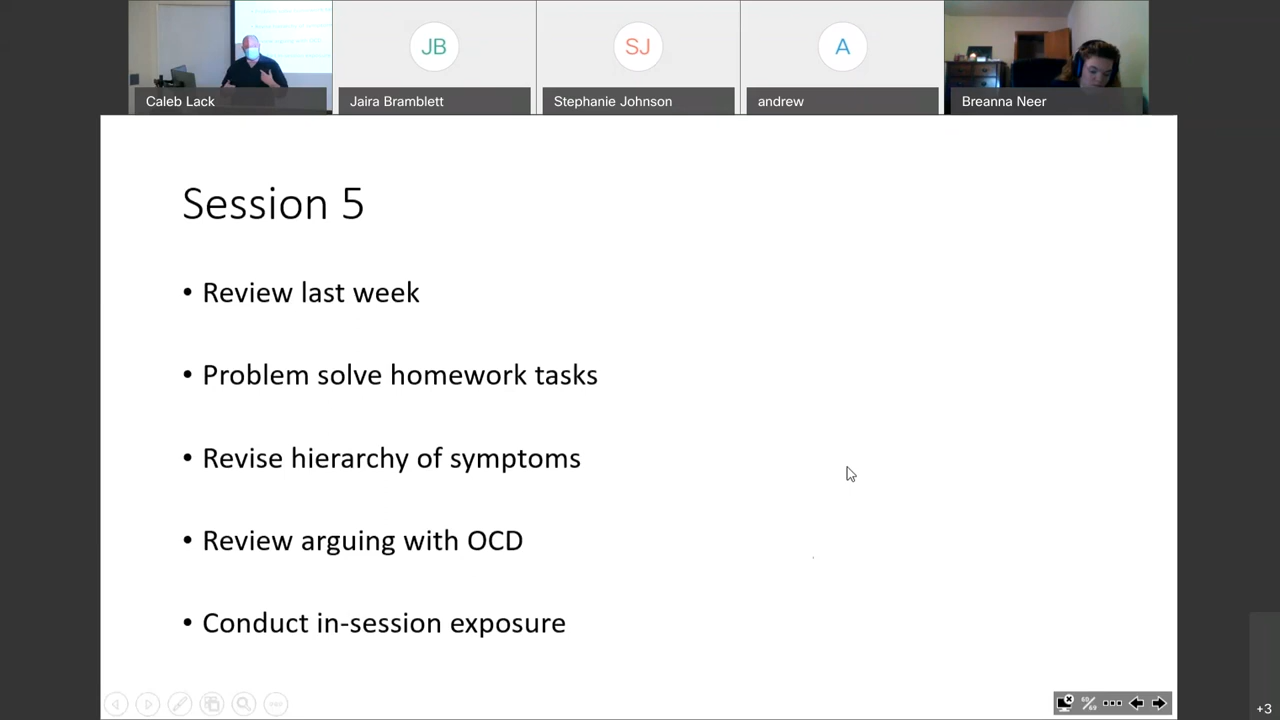 JB
SJ
A
Caleb Lack
Jaira Bramblett
Stephanie Johnson
andrew
Breanna Neer
Session 5
• Review last week
• Problem solve homework tasks
• Revise hierarchy of symptoms
• Review arguing with OCD
• Conduct in-session exposure
+3